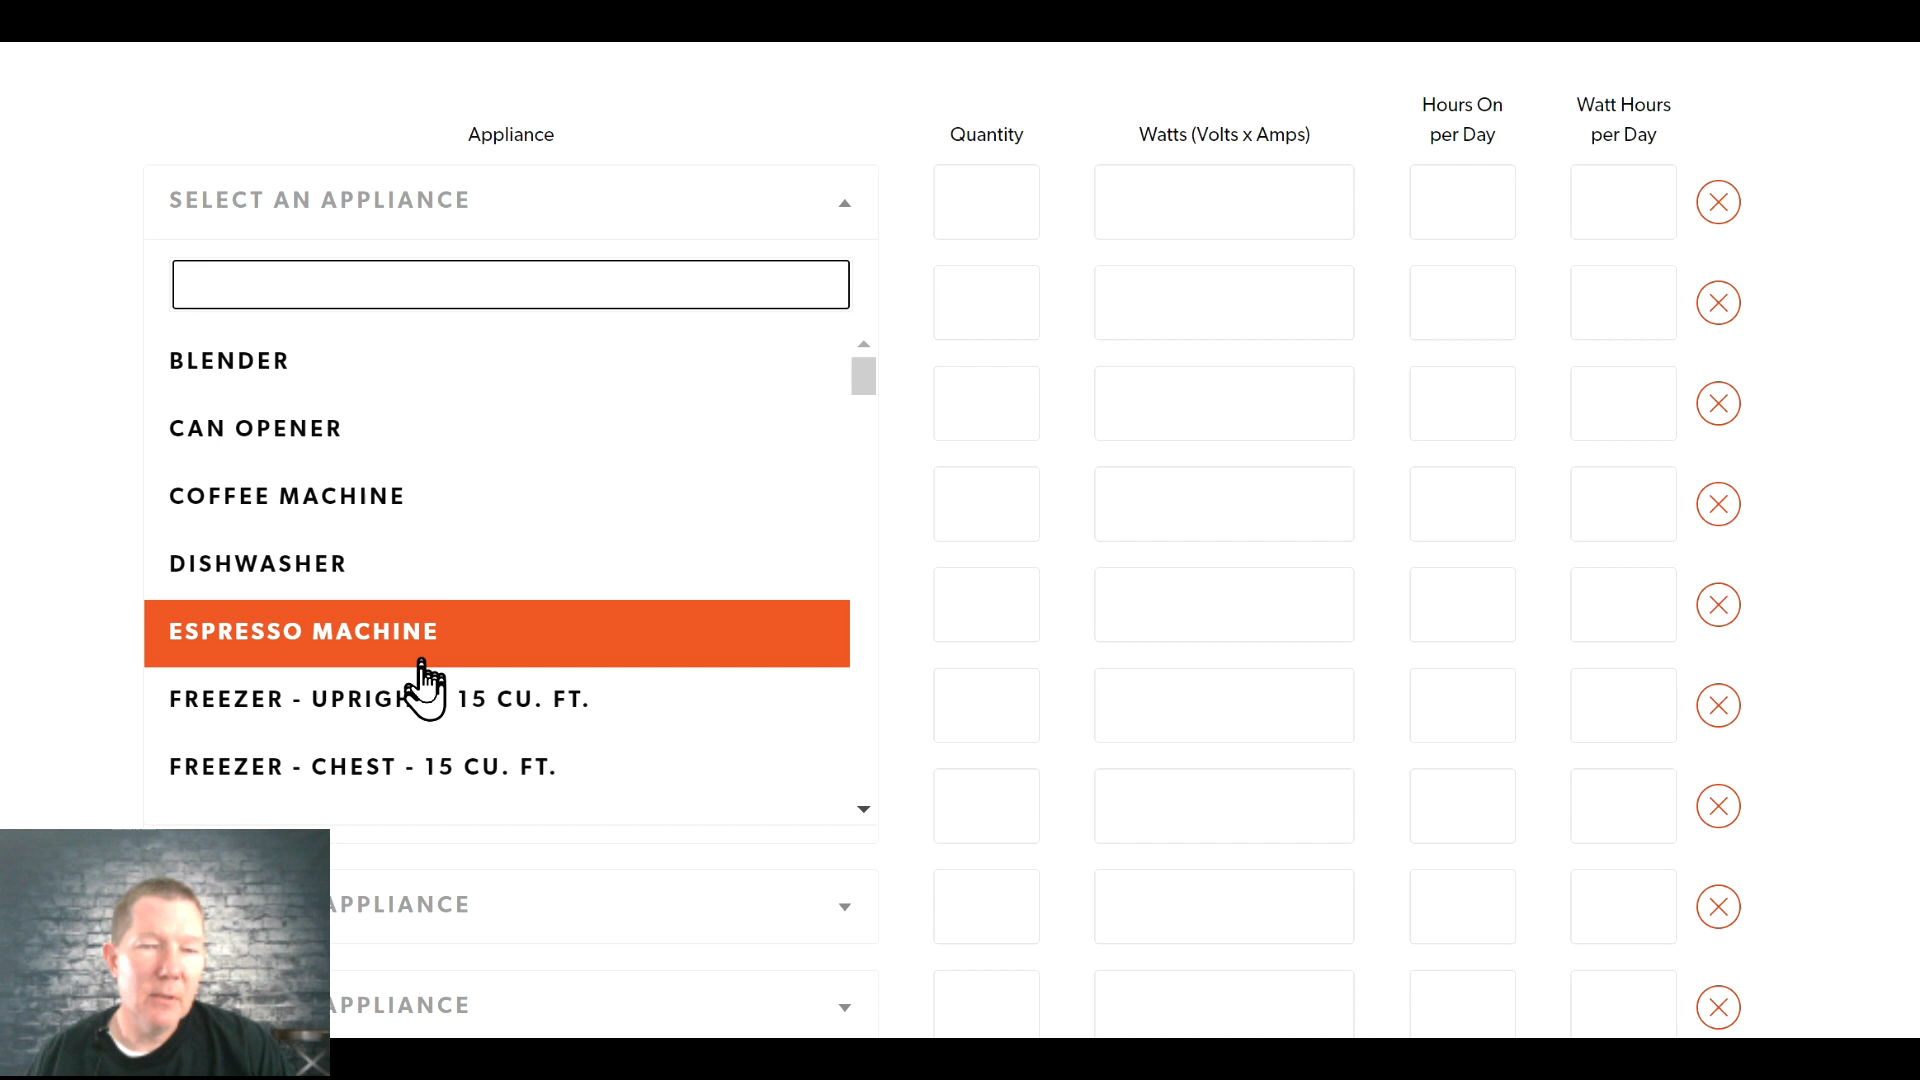 Appliance
Quantity
Watts (Volts x Amps)
Hours On
per Day
Watt Hours
per Day
SELECT AN APPLIANCE
BLENDER
CAN OPENER
COFFEE MACHINE
DISHWASHER
ESPRESSO MACHINE
FREEZER - 15 CU. FT.
FREEZER - CHEST - 15 CU. FT.
APPLIANCE
APPLIANCE